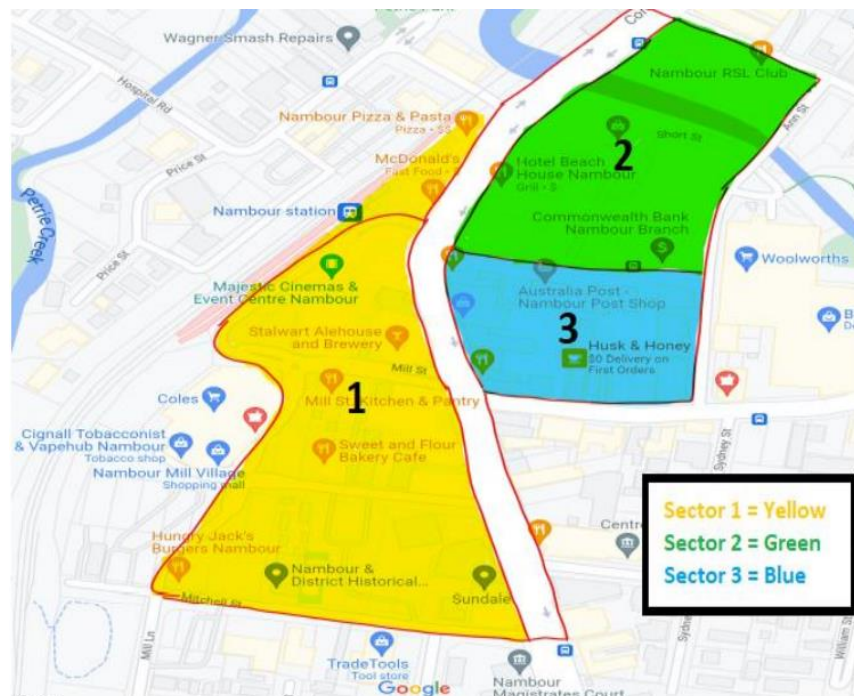 Wagner Smash Repairs
Hospital Rd
Nambour RSL Club
Nambour Pizza & Pasta
Pizza • $$
Short St
Ann St
Price St
McDonald's
Fast Food •
2
Hotel Beach
House Nambour
Grill • $
Nambour station
Petrie Creek
Commonwealth Bank
Nambour Branch
Price St
Woolworths
Majestic Cinemas &
Event Centre Nambour
Australia Post -
Nambour Post Shop
Stalwart Alehouse
and Brewery
3
Husk & Honey
$0 Delivery on
First Orders
Mill St
1
Mill St. Kitchen & Pantry
Coles
Cignall Tobacconist
& Vapehub Nambour
Tobacco shop
Sweet and Flour
Bakery Cafe
Sydney St
Nambour Mill Village
Shopping mall
Sector 1 = Yellow
Sector 2 = Green
Sector 3 = Blue
Centre
Hungry Jack's
Burgers Nambour
Nambour &
District Historical...
Sundale
Mitchell St
Mill Ln
William St
TradeTools
Tool store
Google
Nambour
Magistrates Court